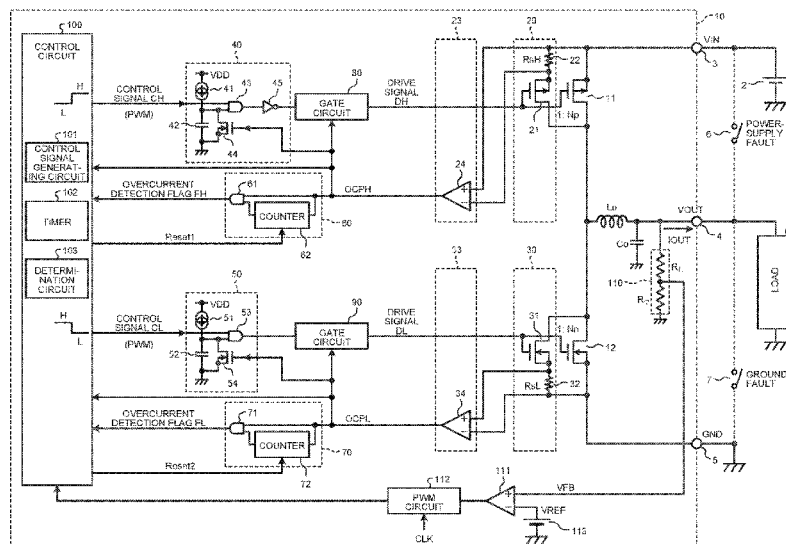 100
CONTROL
CIRCUIT
H
L
CONTROL
SIGNAL CH
(PWM)
101
CONTROL
SIGNAL
GENERAT-
ING CIRCUIT
102
TIMER
103
DETERMI-
NATION
CIRCUIT
H
L
CONTROL
SIGNAL CL
(PWM)
40
VDD
41
42
43
44
45
80
GATE
CIRCUIT
DRIVE
SIGNAL
DH
OVERCURRENT
DETECTION FLAG FH
61
COUNTER
62
60
Reset1
OCPH
23
24
20
RsH
22
21
1: Np
11
10
VIN
3
2
6
POWER-
SUPPLY
FAULT
Lo
Co
VOUT
IOUT
4
110
R1
R2
LOAD
50
VDD
51
52
53
54
90
GATE
CIRCUIT
DRIVE
SIGNAL
DL
OVERCURRENT
DETECTION FLAG FL
71
COUNTER
72
70
Reset2
OCPL
33
34
30
31
1: Np
12
RsL
32
7
GROUND
FAULT
GND
5
112
PWM
CIRCUIT
CLK
111
VFB
VREF
113